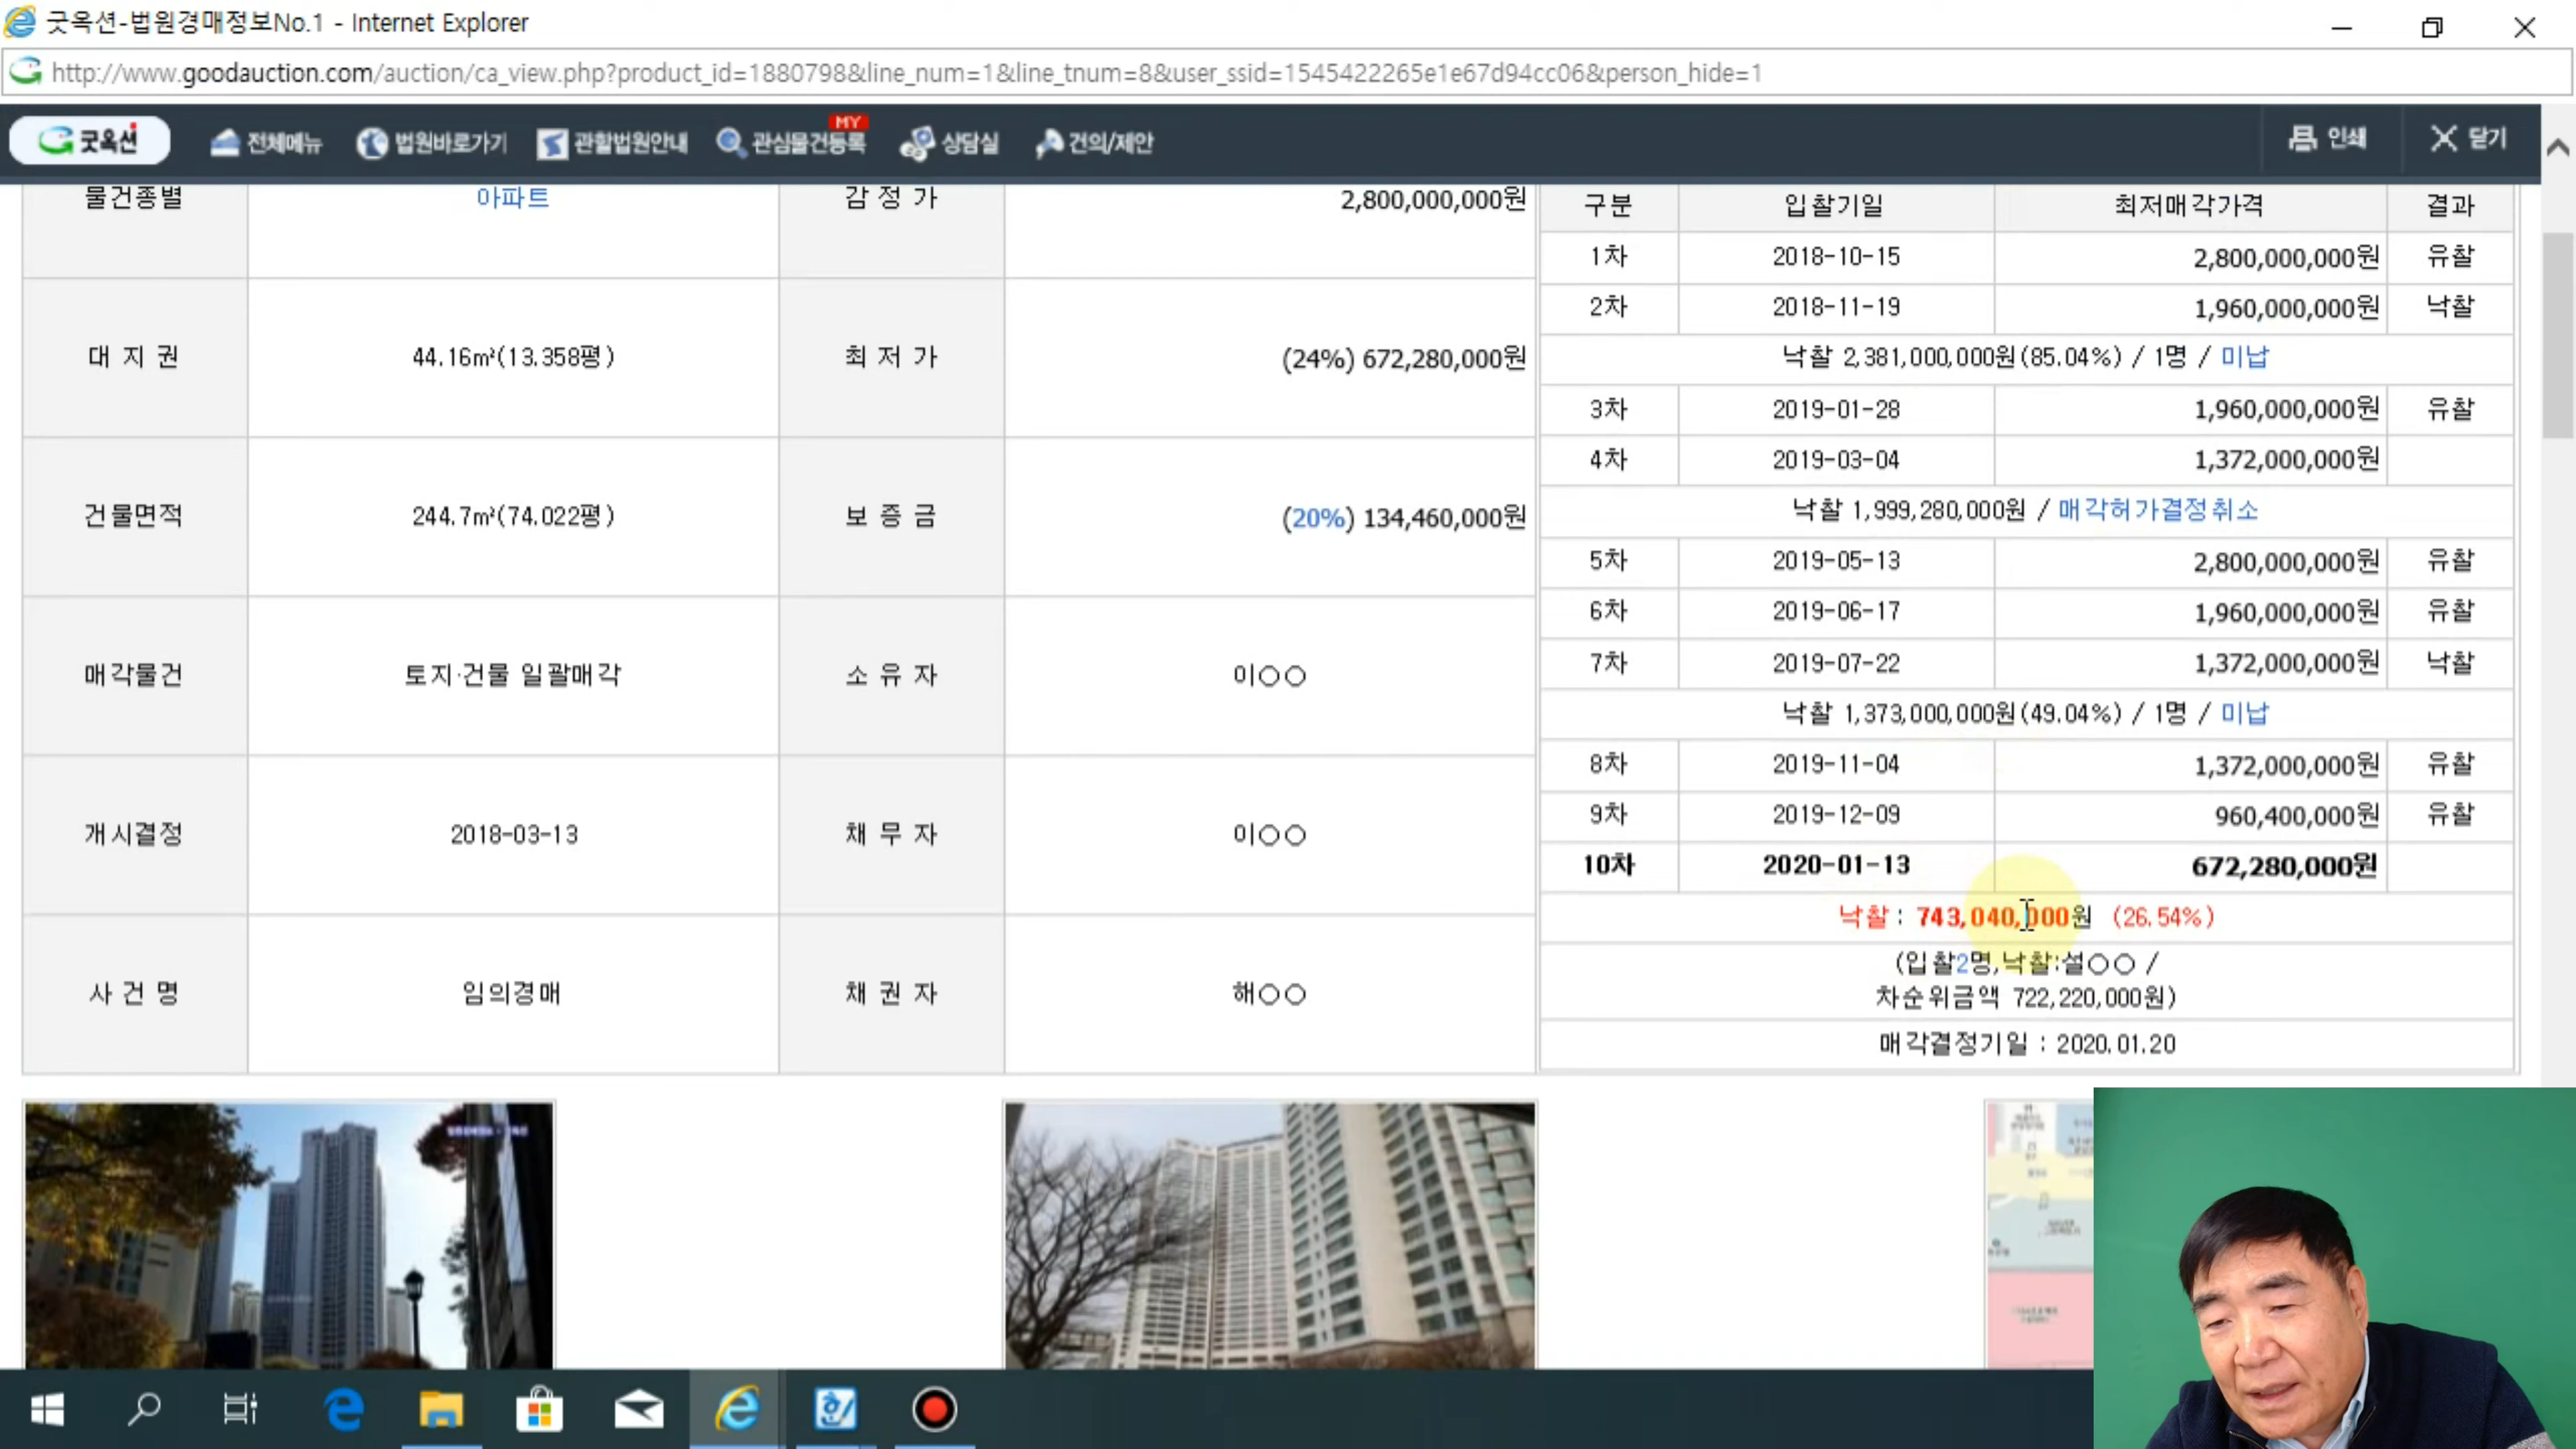 굿옥션-법원경매정보No.1 - Internet Explorer
http://www.goodauction.com/auction/ca_view.php?product_id=1880798&line_num=1&line_tnum=8&user_ssid=1545422265e1e67d94cc06&person_hide=1
굿옥션 전체메뉴 법원바로가기 관할법원안내 관심물건등록 MY 상담실 건의/제안 인쇄 닫기
물건종별 아파트 감 정 가 2,800,000,000원
대 지 권 44.16㎡(13.358평) 최 저 가 (24%) 672,280,000원
건물면적 244.7㎡(74.022평) 보 증 금 (20%) 134,460,000원
매각물건 토지·건물 일괄매각 소 유 자 이○○
개시결정 2018-03-13 채 무 자 이○○
사 건 명 임의경매 채 권 자 해○○
구분 입찰기일 최저매각가격 결과
1차 2018-10-15 2,800,000,000원 유찰
2차 2018-11-19 1,960,000,000원 낙찰
낙찰 2,381,000,000원(85.04%) / 1명 / 미납
3차 2019-01-28 1,960,000,000원 유찰
4차 2019-03-04 1,372,000,000원
낙찰 1,999,280,000원 / 매각허가결정취소
5차 2019-05-13 2,800,000,000원 유찰
6차 2019-06-17 1,960,000,000원 유찰
7차 2019-07-22 1,372,000,000원 낙찰
낙찰 1,373,000,000원(49.04%) / 1명 / 미납
8차 2019-11-04 1,372,000,000원 유찰
9차 2019-12-09 960,400,000원 유찰
10차 2020-01-13 672,280,000원
낙찰 : 743,040,000원 (26.54%)
(입찰2명,낙찰:설○○ /
차순위금액 722,220,000원)
매각결정기일 : 2020.01.20